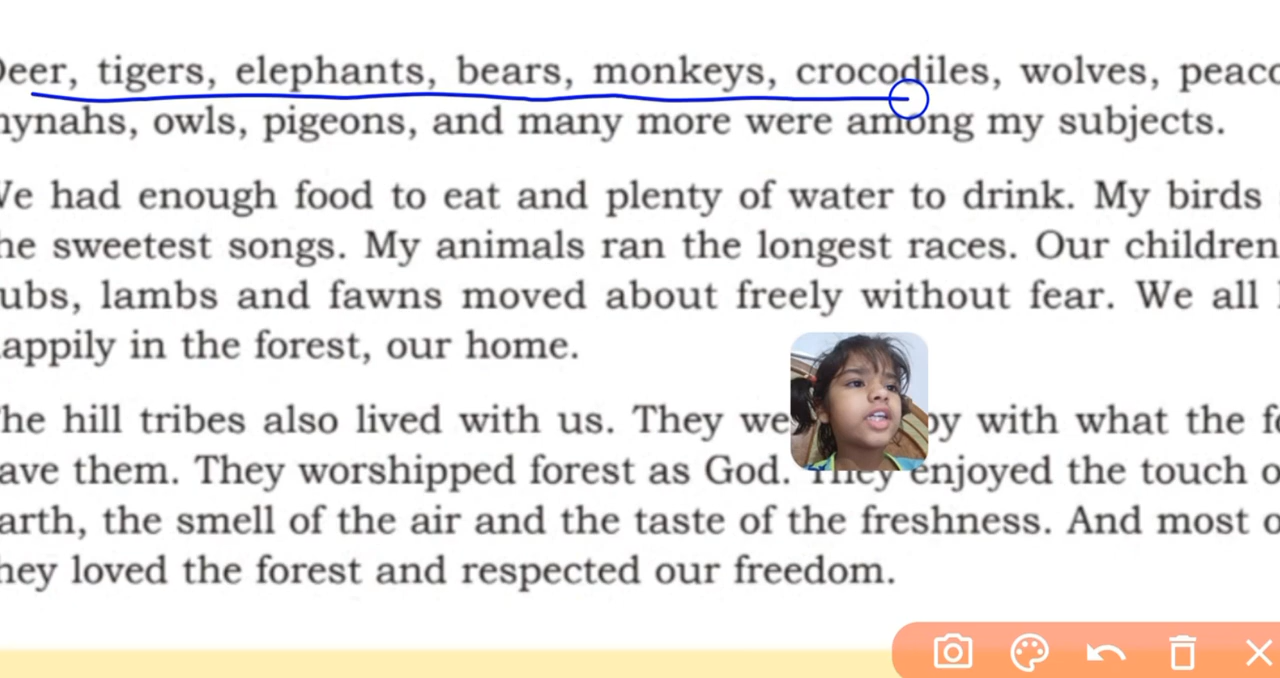 eer, tigers, elephants, bears, monkeys, crocodiles, wolves, peaco
ynahs, owls, pigeons, and many more were among my subjects.
We had enough food to eat and plenty of water to drink. My birds
he sweetest songs. My animals ran the longest races. Our children
ubs, lambs and fawns moved about freely without fear. We all
appily in the forest, our home.
he hill tribes also lived with us. They we py with what the fo
ave them. They worshipped forest as God. They enjoyed the touch o
arth, the smell of the air and the taste of the freshness. And most o
hey loved the forest and respected our freedom.